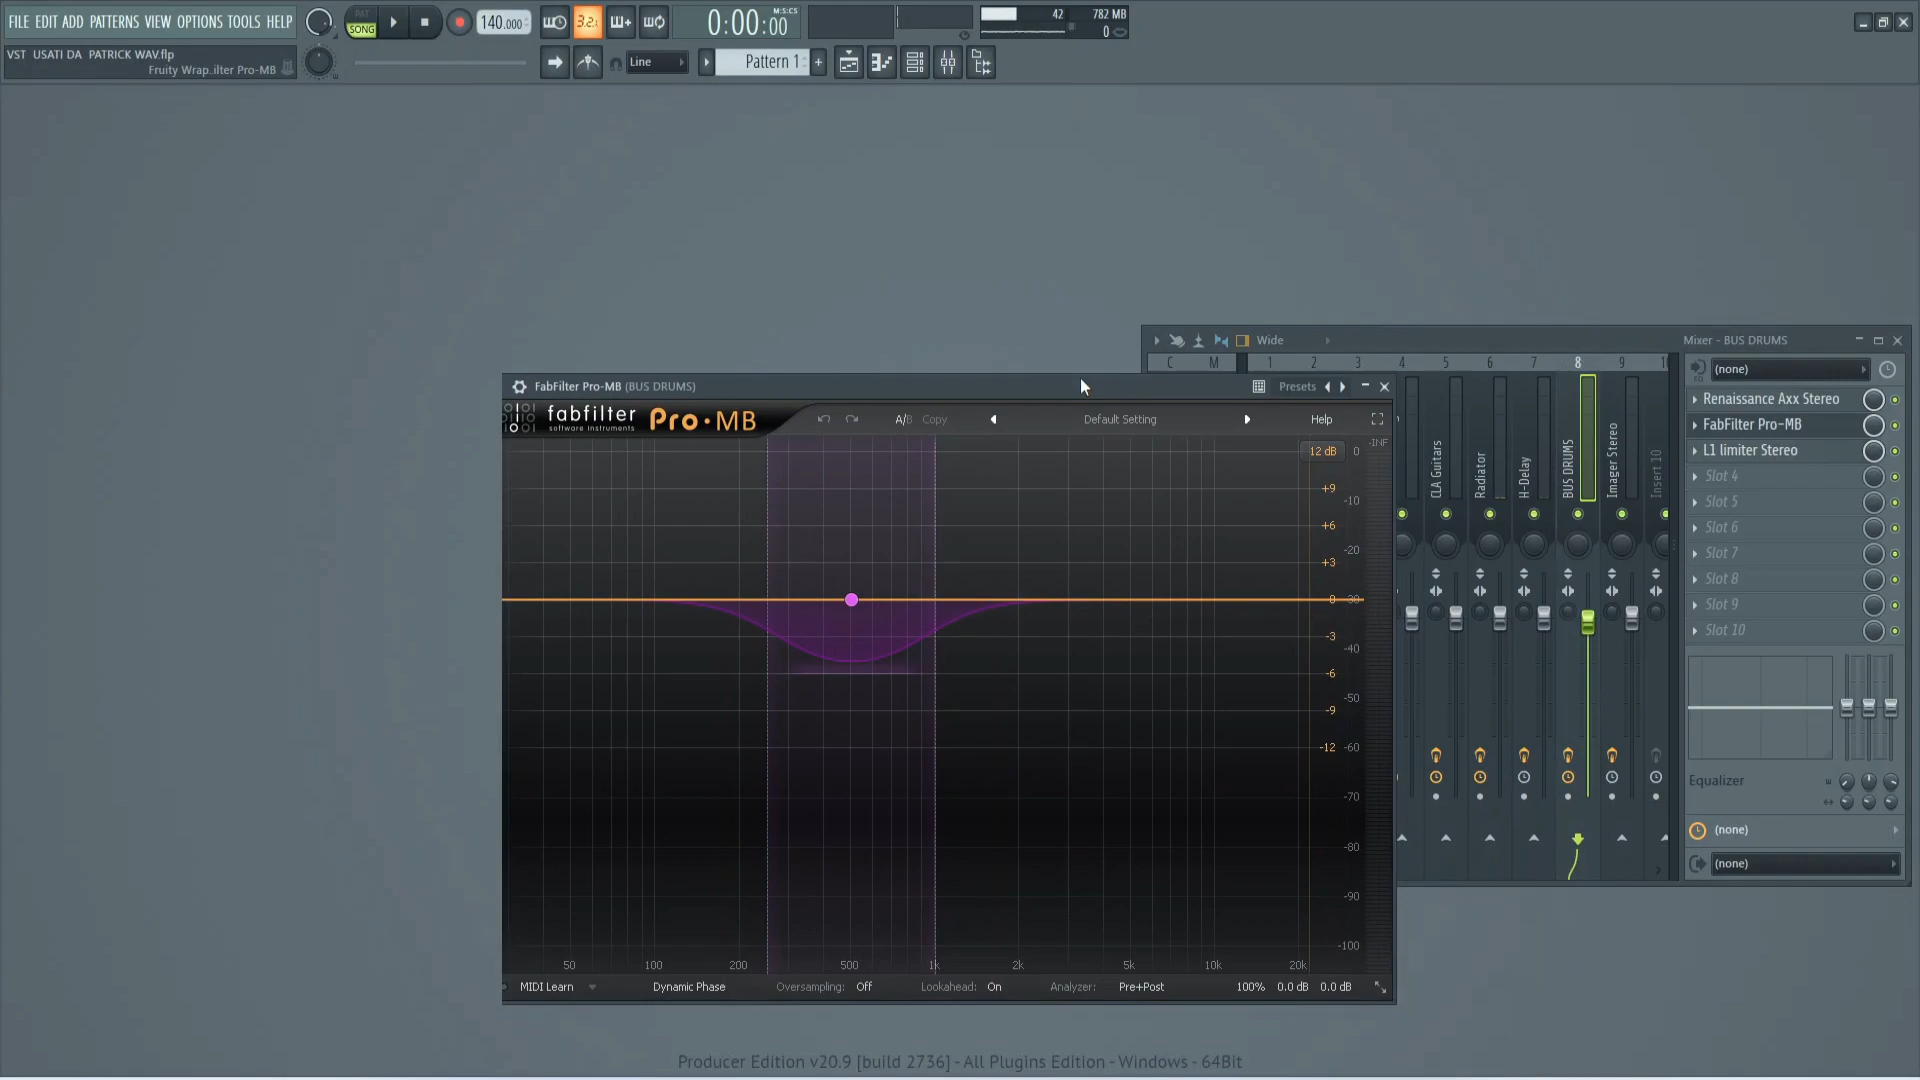 FILE EDIT ADD PATTERNS VIEW OPTIONS TOOLS HELP
PAT
SONG
140.000
3.2.
0:00:00
M:S:CS
42
782 MB
0
VST USATI DA PATRICK WAV.flp
Fruity Wrap..ilter Pro-MB
Line
Pattern 1
Wide
Mixer - BUS DRUMS
C M 1 2 3 4 5 6 7 8 9
(none)
FabFilter Pro-MB (BUS DRUMS)
Presets
fabfilter
software instruments
Pro·MB
A/B Copy
Default Setting
Help
Renaissance Axx Stereo
FabFilter Pro-MB
L1 limiter Stereo
Slot 4
Slot 5
Slot 6
Slot 7
Slot 8
Slot 9
Slot 10
CLA Guitars
Radiator
H-Delay
BUS DRUMS
Imager Stereo
Insert 10
-INF
12 dB 0
+9
-10
+6
-20
+3
0 -30
-3
-40
-6
-50
-9
-12 -60
-70
-80
-90
-100
50 100 200 500 1k 2k 5k 10k 20k
Equalizer
(none)
(none)
MIDI Learn
Dynamic Phase
Oversampling: Off
Lookahead: On
Analyzer: Pre+Post
100% 0.0 dB 0.0 dB
Producer Edition v20.9 [build 2736] - All Plugins Edition - Windows - 64Bit